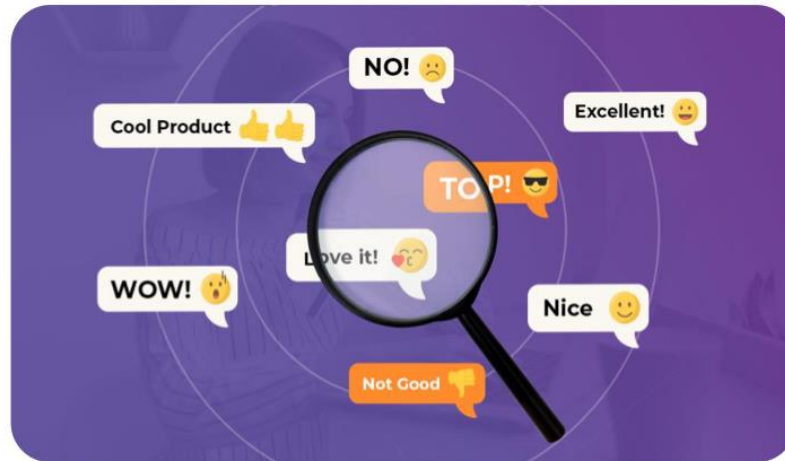 NO!
Excellent!
Cool Product
TOP!
Love it!
WOW!
Nice
Not Good